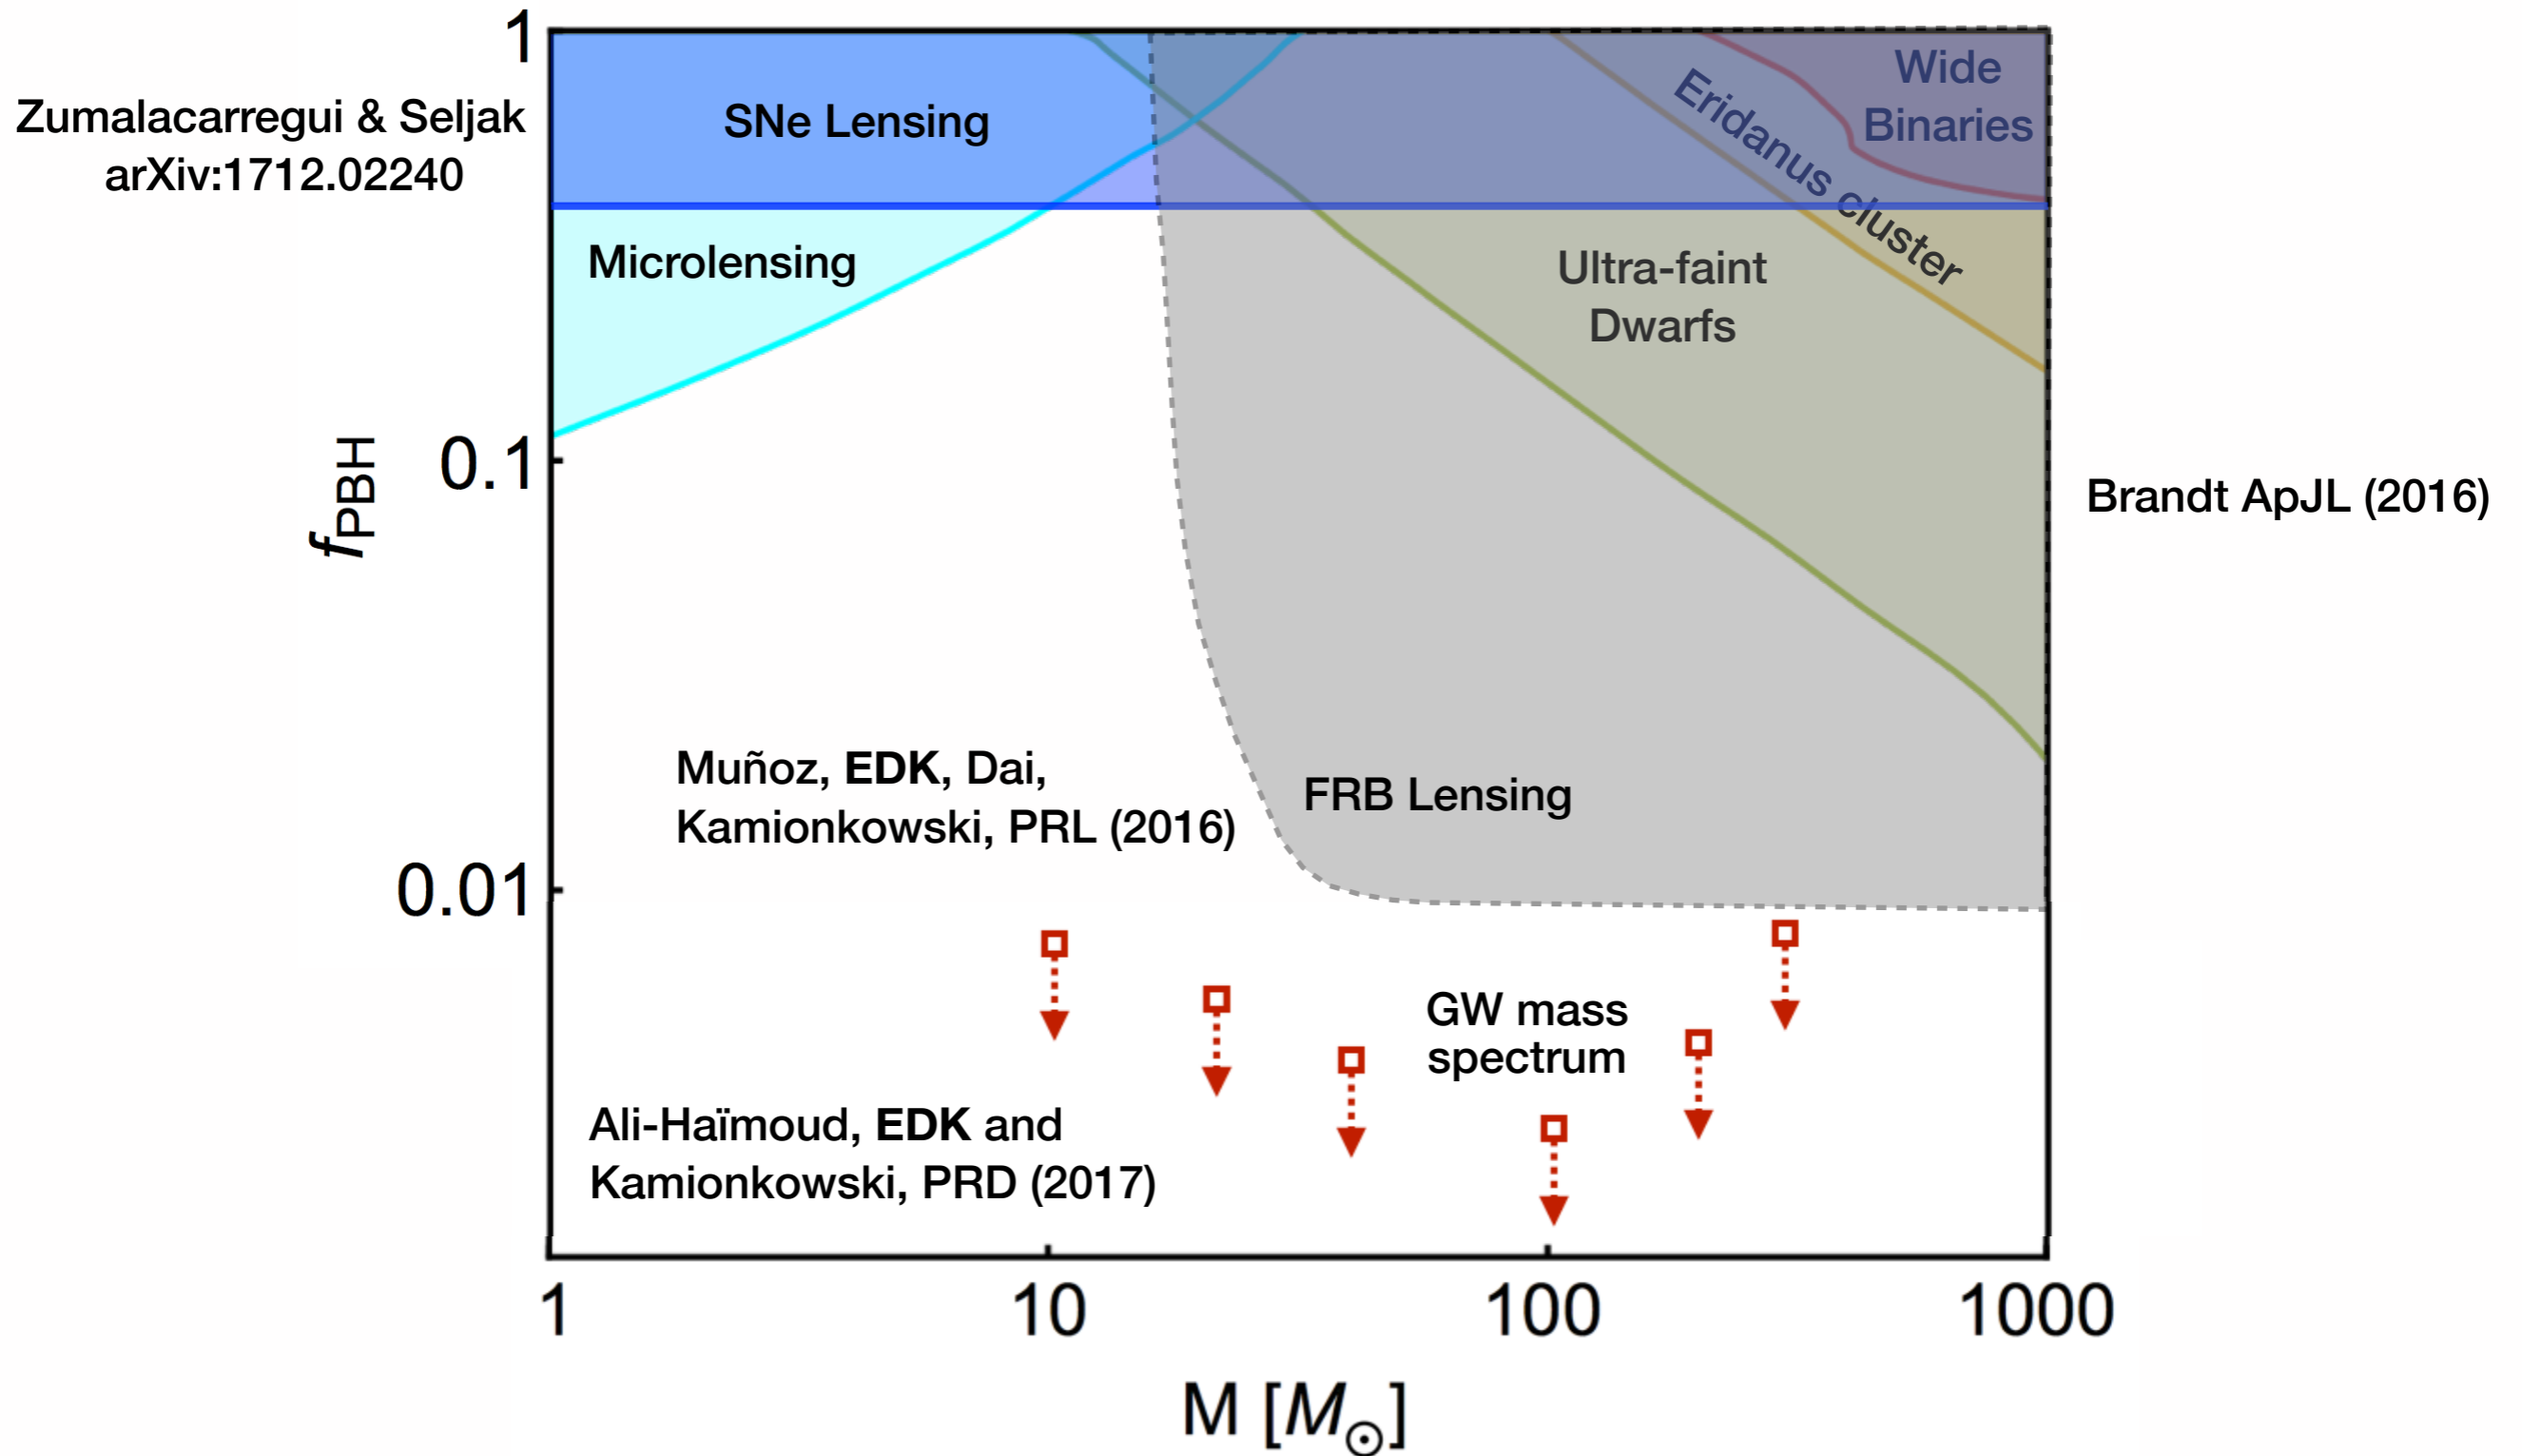 1
Zumalacarregui & Seljak
arXiv:1712.02240
SNe Lensing
Wide
Binaries
Eridanus cluster
Microlensing
Ultra-faint
Dwarfs
0.1
f_PBH
Brandt ApJL (2016)
Muñoz, EDK, Dai,
Kamionkowski, PRL (2016)
FRB Lensing
0.01
GW mass
spectrum
Ali-Haïmoud, EDK and
Kamionkowski, PRD (2017)
1 10 100 1000
M [M☉]